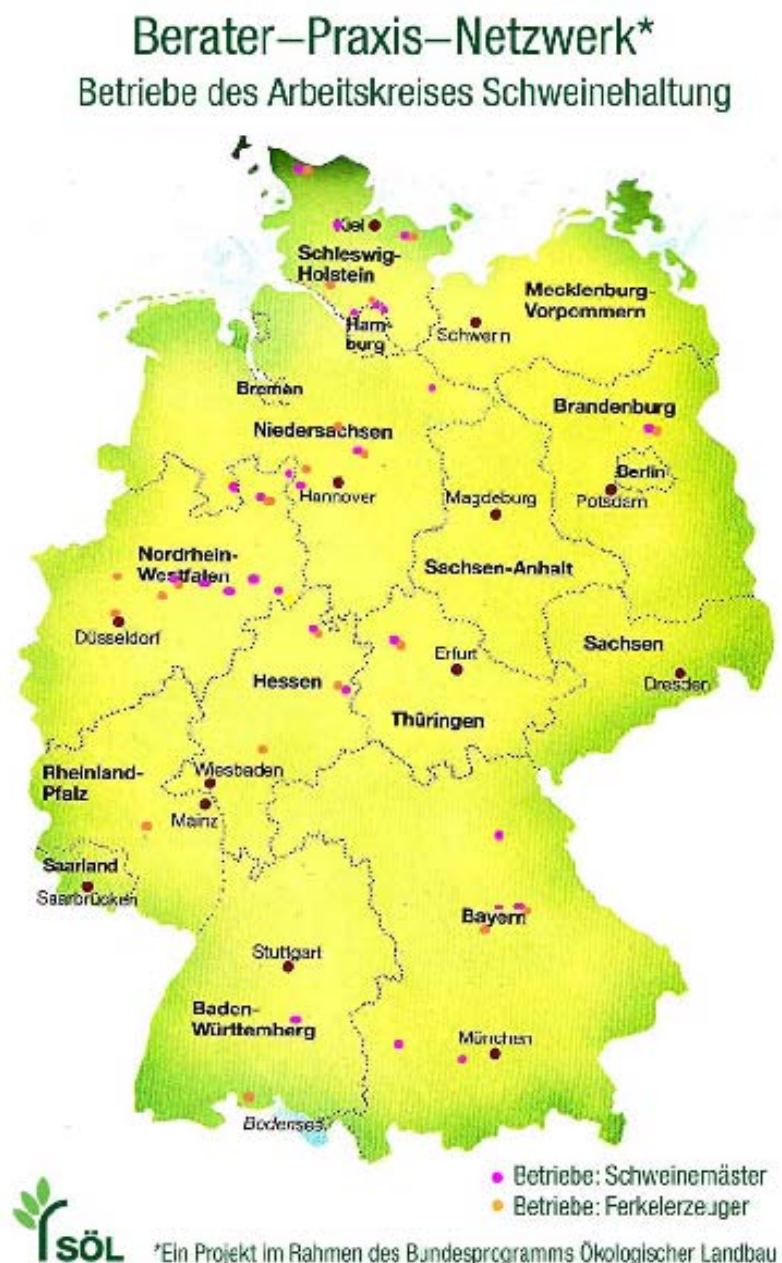 Berater–Praxis–Netzwerk*
Betriebe des Arbeitskreises Schweinehaltung
Kiel
Schleswig-
Holstein
Mecklenburg-
Vorpommern
Ham-
burg
Schwerin
Bremen
Brandenburg
Niedersachsen
Berlin
Hannover
Potsdam
Magdeburg
Nordrhein-
Westfalen
Sachsen-Anhalt
Düsseldorf
Sachsen
Erfurt
Hessen
Dresden
Thüringen
Rheinland-
Pfalz
Wiesbaden
Mainz
Saarland
Saarbrücken
Bayern
Stuttgart
Baden-
Württemberg
München
Bodensee
Betriebe: Schweinemäster
Betriebe: Ferkelerzeuger
SÖL
*Ein Projekt im Rahmen des Bundesprogramms Ökologischer Landbau